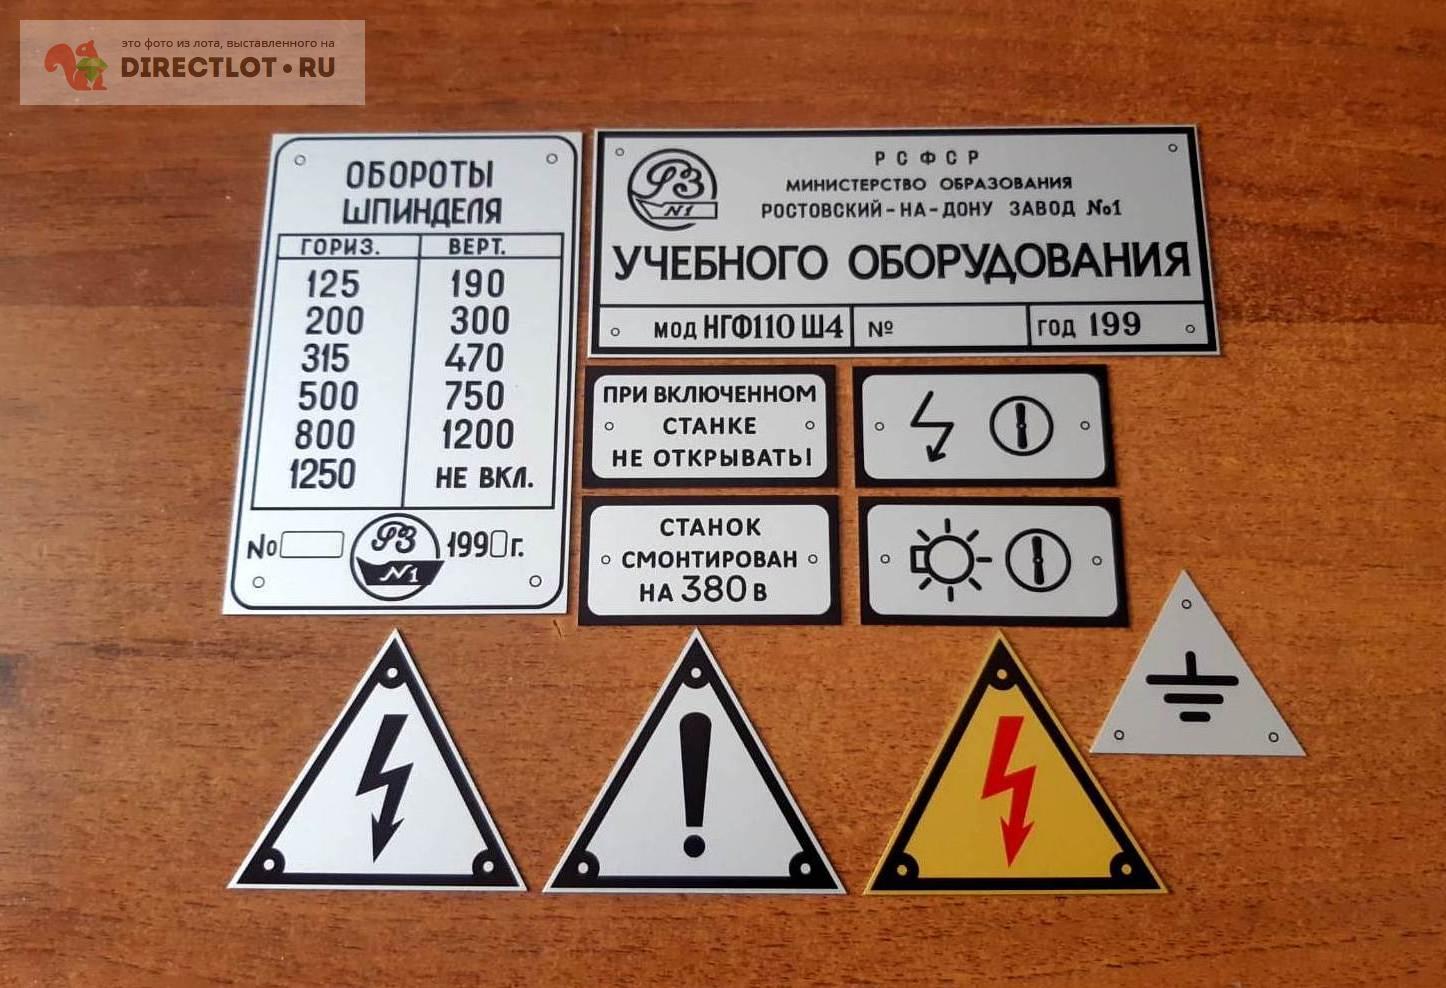 это фото из лота, выставленного на
DIRECTLOT•RU
ОБОРОТЫ
ШПИНДЕЛЯ
ГОРИЗ. ВЕРТ.
125 190
200 300
315 470
500 750
800 1200
1250 НЕ ВКЛ.
№ РЗ 199 г.
N1
РЗ
N1
РСФСР
МИНИСТЕРСТВО ОБРАЗОВАНИЯ
РОСТОВСКИЙ-НА-ДОНУ ЗАВОД №1
УЧЕБНОГО ОБОРУДОВАНИЯ
МОД НГФ110 Ш4 № ГОД 199
ПРИ ВКЛЮЧЕННОМ
СТАНКЕ
НЕ ОТКРЫВАТЬ!
СТАНОК
СМОНТИРОВАН
НА 380 В
!